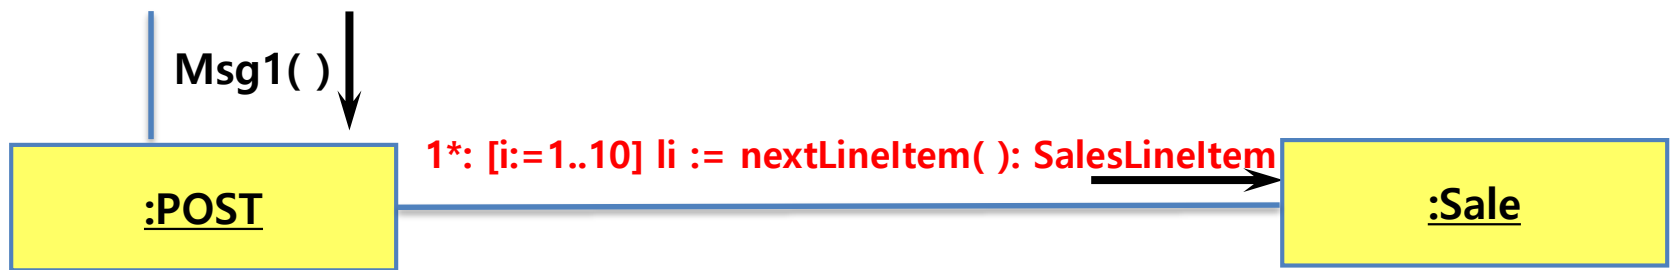 Msg1( )
1*: [i:=1..10] li := nextLineItem( ): SalesLineItem
:POST
:Sale